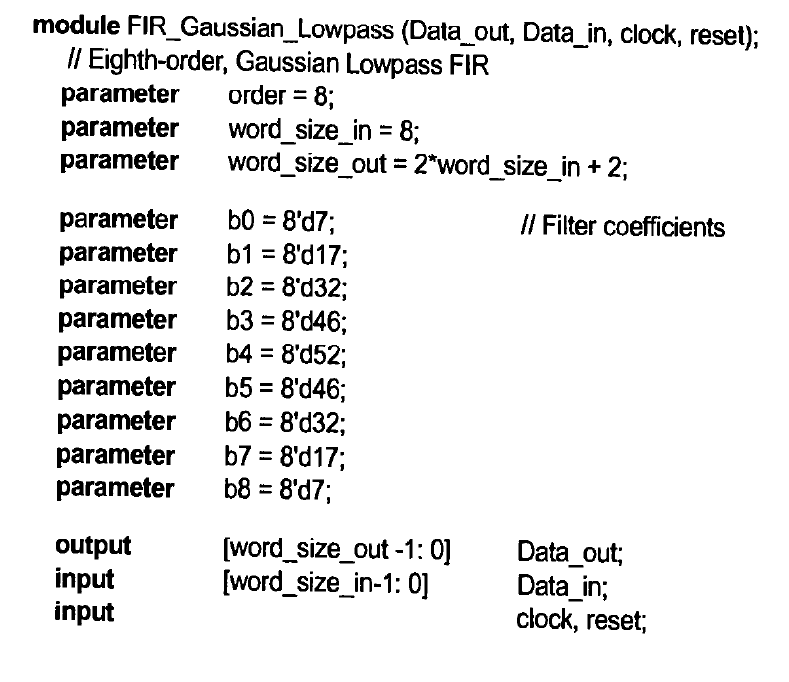 module FIR_Gaussian_Lowpass (Data_out, Data_in, clock, reset);
// Eighth-order, Gaussian Lowpass FIR
parameter order = 8;
parameter word_size_in = 8;
parameter word_size_out = 2*word_size_in + 2;
parameter b0 = 8'd7; // Filter coefficients
parameter b1 = 8'd17;
parameter b2 = 8'd32;
parameter b3 = 8'd46;
parameter b4 = 8'd52;
parameter b5 = 8'd46;
parameter b6 = 8'd32;
parameter b7 = 8'd17;
parameter b8 = 8'd7;
output [word_size_out -1: 0] Data_out;
input [word_size_in-1: 0] Data_in;
input clock, reset;